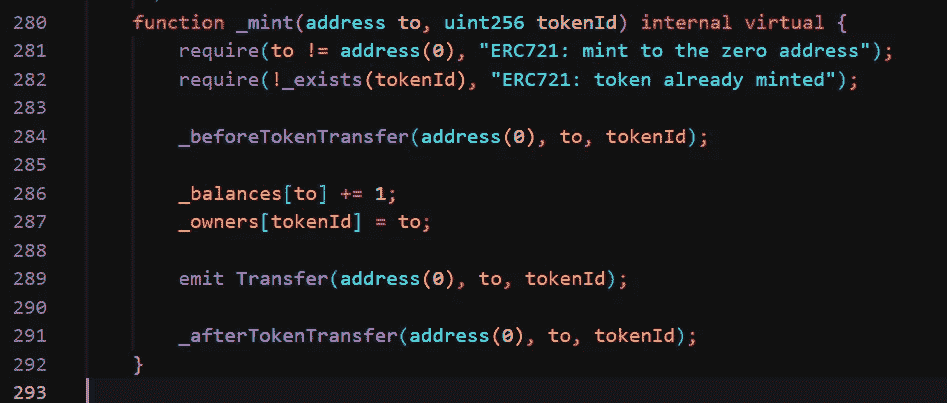 280 function _mint(address to, uint256 tokenId) internal virtual {
281 require(to != address(0), "ERC721: mint to the zero address");
282 require(!_exists(tokenId), "ERC721: token already minted");
283
284 _beforeTokenTransfer(address(0), to, tokenId);
285
286 _balances[to] += 1;
287 _owners[tokenId] = to;
288
289 emit Transfer(address(0), to, tokenId);
290
291 _afterTokenTransfer(address(0), to, tokenId);
292 }
293